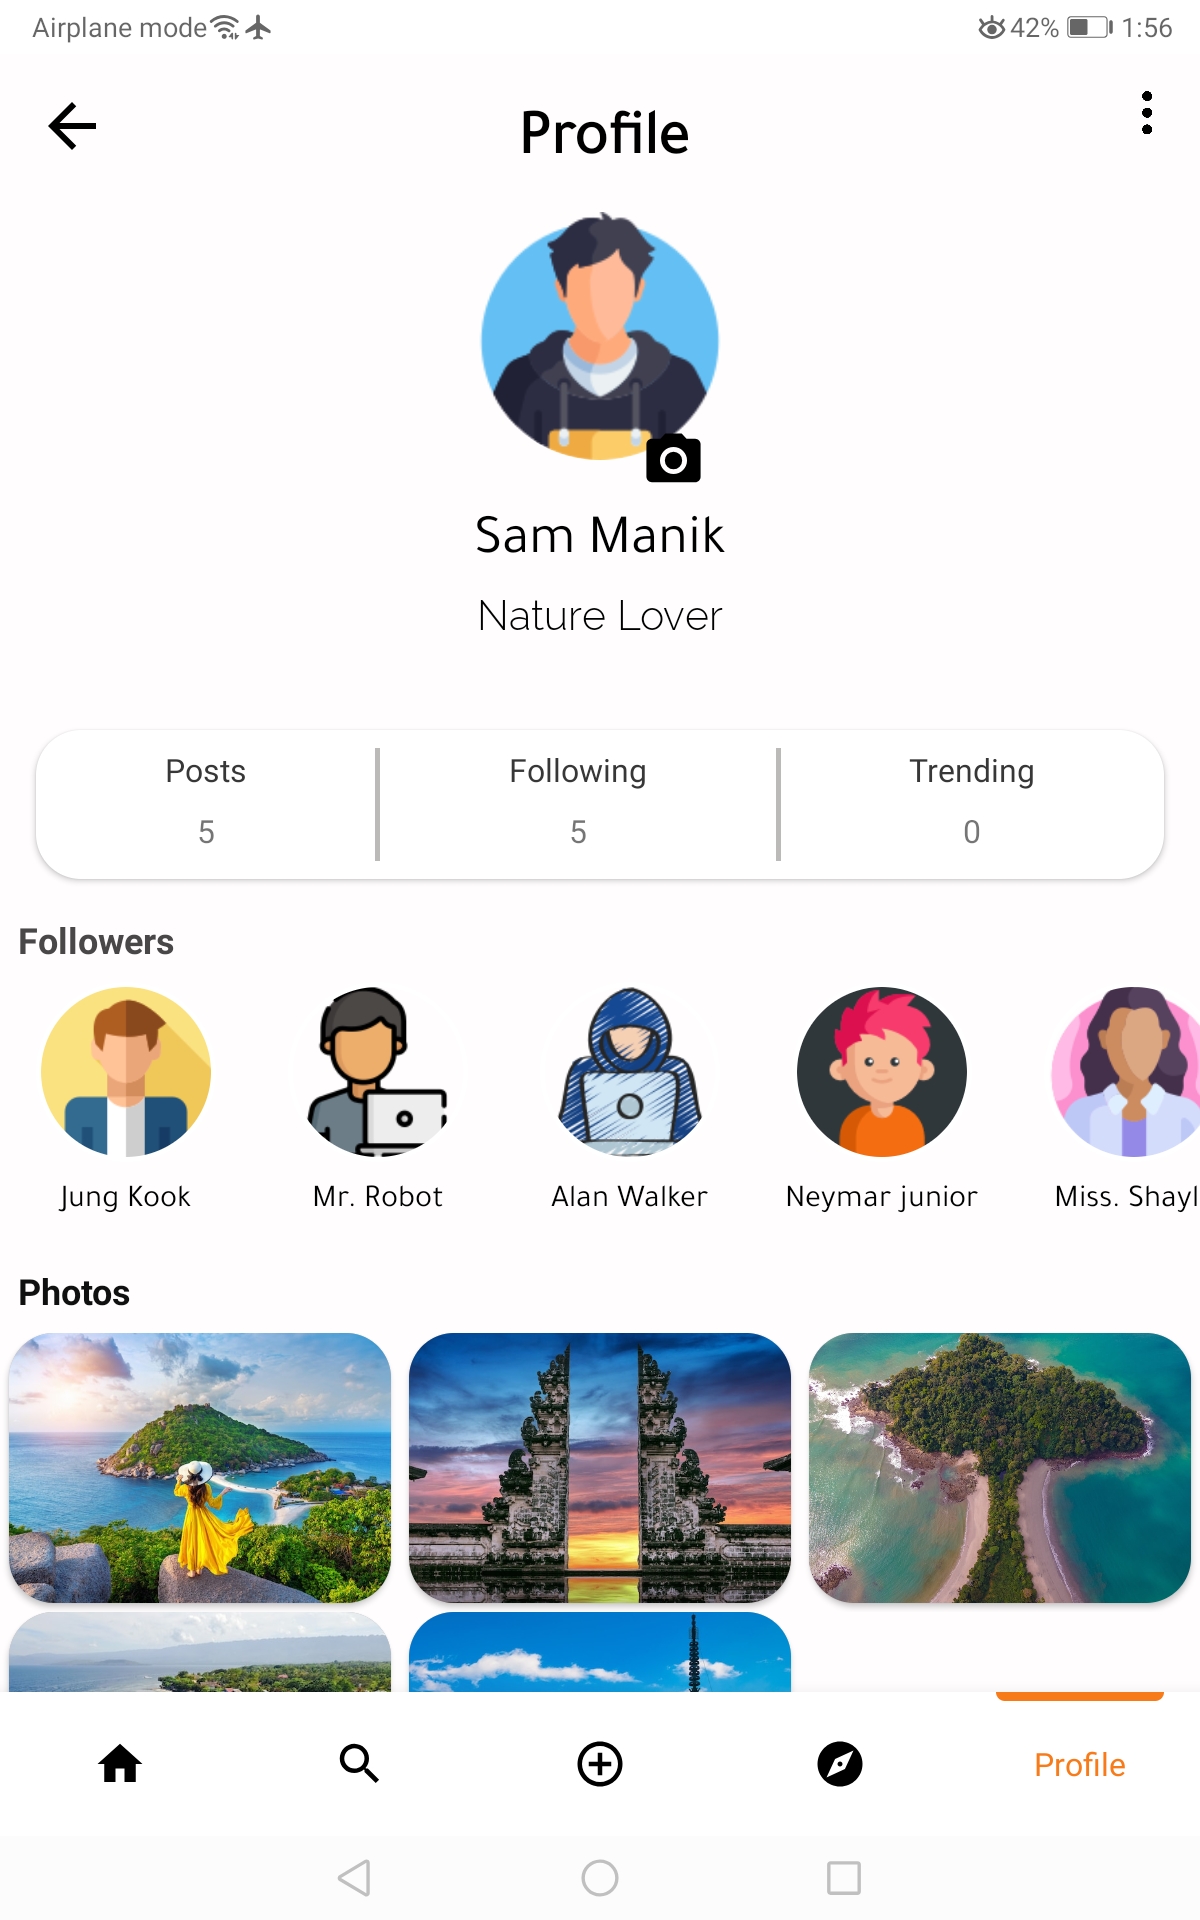 Airplane mode 42% 1:56
Profile
Sam Manik
Nature Lover
Posts Following Trending
5 5 0
Followers
Jung Kook Mr. Robot Alan Walker Neymar junior Miss. Shayl
Photos
Profile